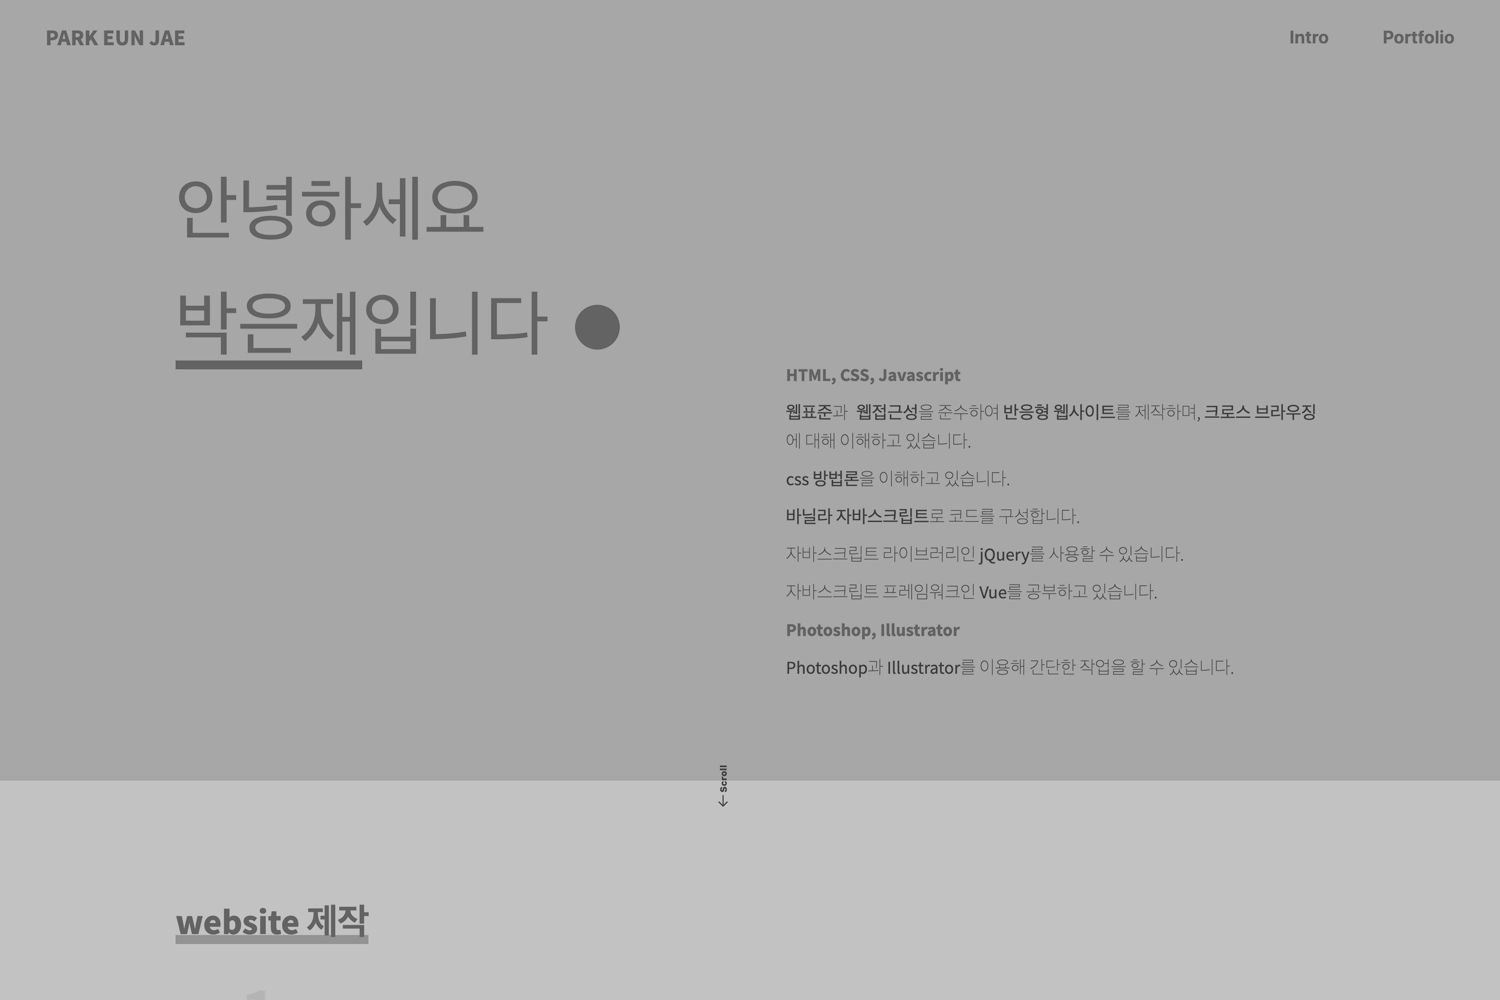 PARK EUN JAE
Intro
Portfolio
안녕하세요
박은재입니다
HTML, CSS, Javascript
웹표준과 웹접근성을 준수하여 반응형 웹사이트를 제작하며, 크로스 브라우징
에 대해 이해하고 있습니다.
css 방법론을 이해하고 있습니다.
바닐라 자바스크립트로 코드를 구성합니다.
자바스크립트 라이브러리인 jQuery를 사용할 수 있습니다.
자바스크립트 프레임워크인 Vue를 공부하고 있습니다.
Photoshop, Illustrator
Photoshop과 Illustrator를 이용해 간단한 작업을 할 수 있습니다.
Scroll
website 제작